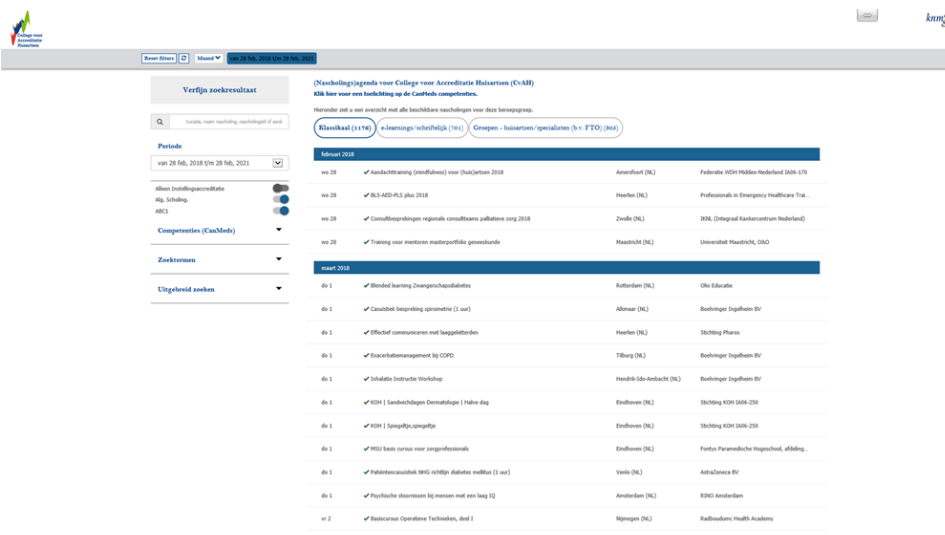 College voor
Accreditatie
Huisartsen
knmg
Reset filters
Maand
van 28 feb, 2018 t/m 28 feb, 2021
Verfijn zoekresultaat
Locatie, naam nascholing, nascholingsid of aanb
Periode
van 28 feb, 2018 t/m 28 feb, 2021
Alleen Instellingsaccreditatie
Alg. Scholing.
ABC1
Competenties (CanMeds)
Zoektermen
Uitgebreid zoeken
(Nascholings)agenda voor College voor Accreditatie Huisartsen (CvAH)
Klik hier voor een toelichting op de CanMeds competenties.
Hieronder ziet u een overzicht met alle beschikbare nascholingen voor deze beroepsgroep.
Klassikaal (1176) e-learnings/schriftelijk (701) Groepen - huisartsen/specialisten (b.v. FTO) (803)
februari 2018
wo 28 Aandachttraining (mindfulness) voor (huis)artsen 2018 Amersfoort (NL) Federatie WDH Midden-Nederland IA06-170
wo 28 BLS-AED-PLS plus 2018 Heerlen (NL) Professionals in Emergency Healthcare Trai...
wo 28 Consultbesprekingen regionale consultteams palliatieve zorg 2018 Zwolle (NL) IKNL (Integraal Kankercentrum Nederland)
wo 28 Training voor mentoren masterportfolio geneeskunde Maastricht (NL) Universiteit Maastricht, O&O
maart 2018
do 1 Blended learning Zwangerschapsdiabetes Rotterdam (NL) Olio Educatie
do 1 Casuïstiek bespreking spirometrie (1 uur) Alkmaar (NL) Boehringer Ingelheim BV
do 1 Effectief communiceren met laaggeletterden Heerlen (NL) Stichting Pharos
do 1 Exacerbatiemanagement bij COPD Tilburg (NL) Boehringer Ingelheim BV
do 1 Inhalatie Instructie Workshop Hendrik-Ido-Ambacht (NL) Boehringer Ingelheim BV
do 1 KOH | Sandwichdagen Dermatologie | Halve dag Eindhoven (NL) Stichting KOH IA06-250
do 1 KOH | Spiegeltje,spiegeltje Eindhoven (NL) Stichting KOH IA06-250
do 1 MSU basis cursus voor zorgprofessionals Eindhoven (NL) Fontys Paramedische Hogeschool, afdeling...
do 1 Patiëntencasuïstiek NHG richtlijn diabetes mellitus (1 uur) Venlo (NL) AstraZeneca BV
do 1 Psychische stoornissen bij mensen met een laag IQ Amsterdam (NL) RINO Amsterdam
vr 2 Basiscursus Operatieve Technieken, deel I Nijmegen (NL) Radboudumc Health Academy